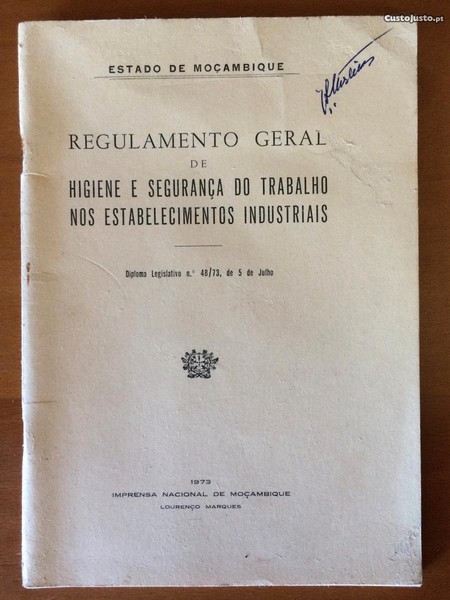 CustoJusto.pt
ESTADO DE MOÇAMBIQUE
REGULAMENTO GERAL
DE
HIGIENE E SEGURANÇA DO TRABALHO
NOS ESTABELECIMENTOS INDUSTRIAIS
Diploma Legislativo n.º 48/73, de 5 de Julho
1973
IMPRENSA NACIONAL DE MOÇAMBIQUE
LOURENÇO MARQUES